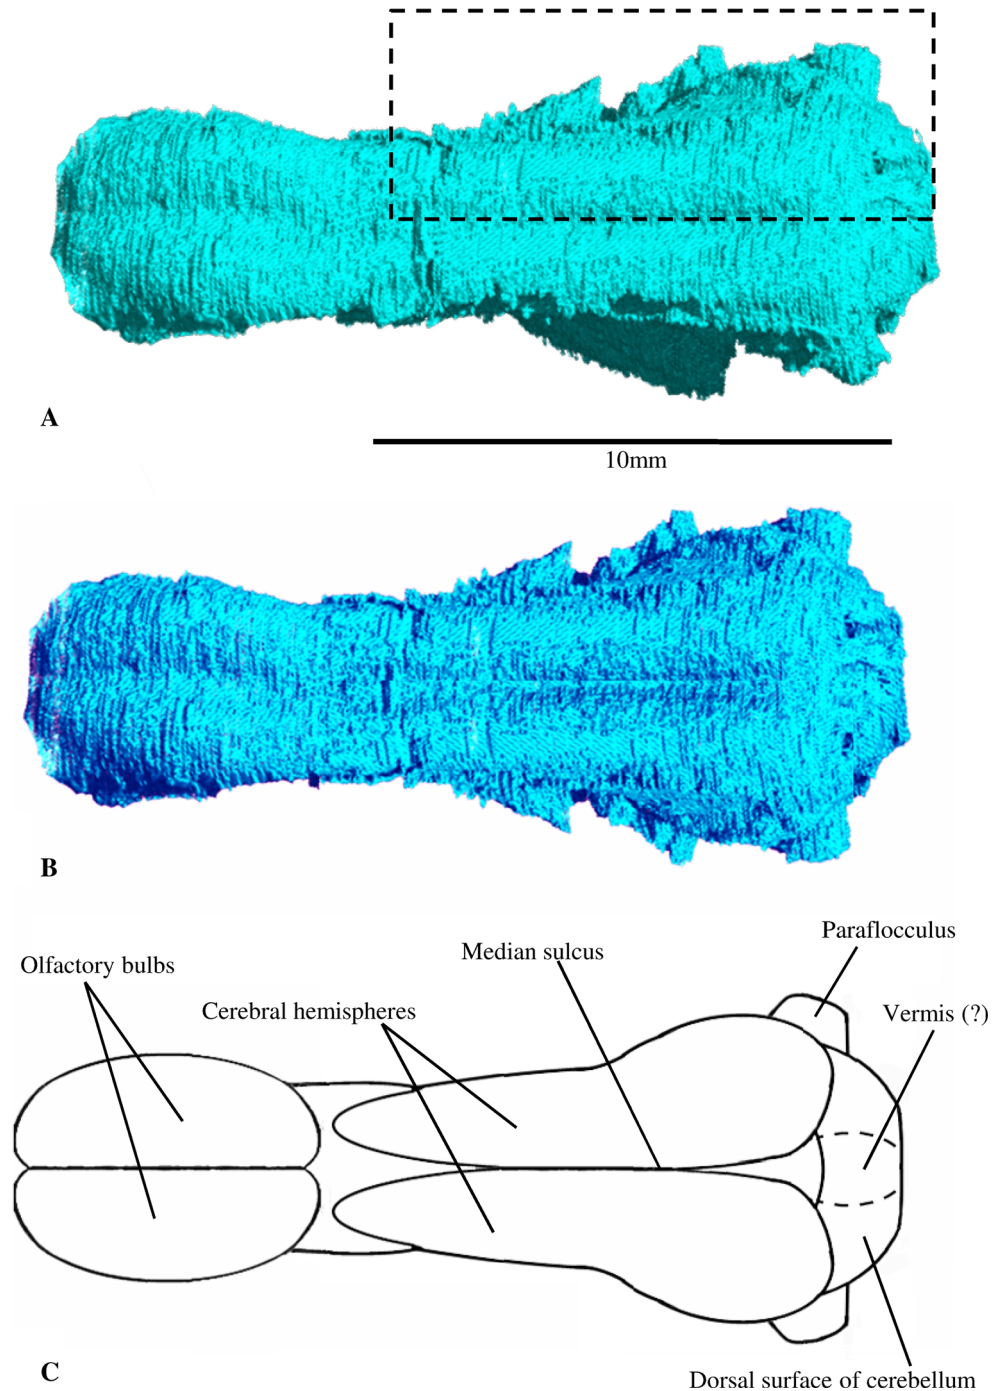 A
10mm
B
Paraflocculus
Median sulcus
Olfactory bulbs
Cerebral hemispheres
Vermis (?)
C
Dorsal surface of cerebellum